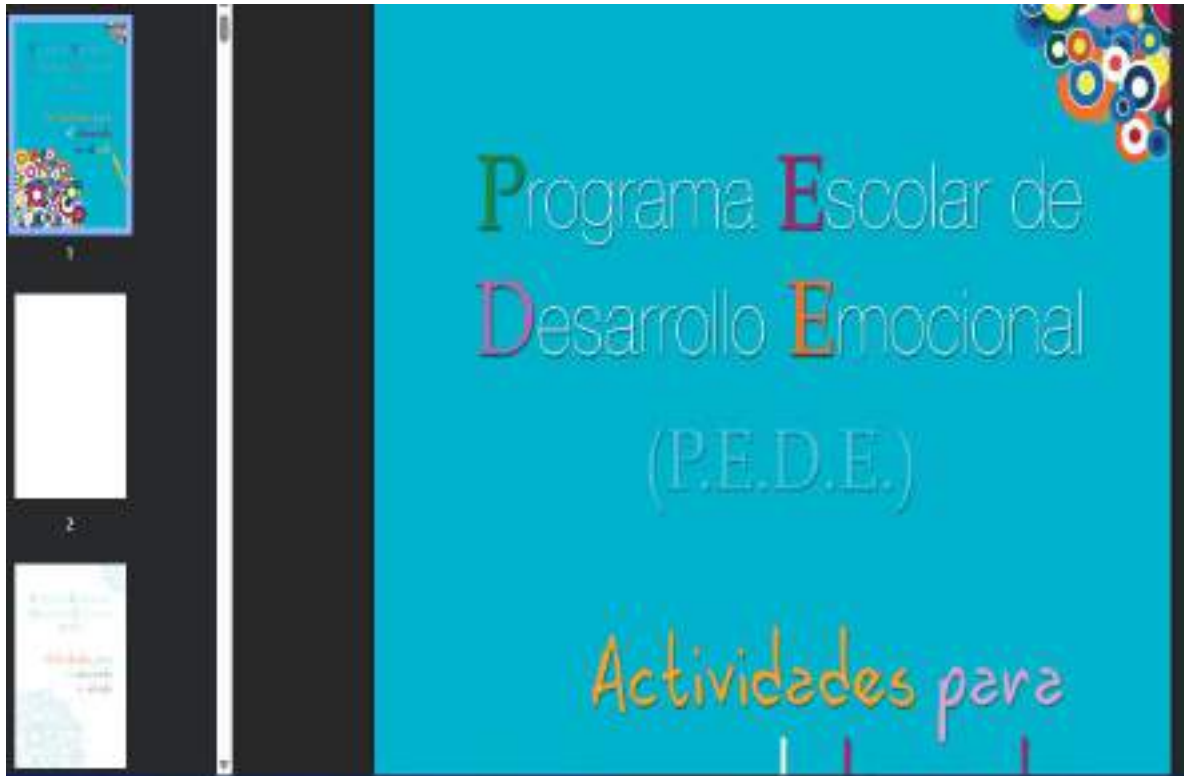 1
2
Programa Escolar de
Desarrollo Emocional
(P.E.D.E.)
Actividades para